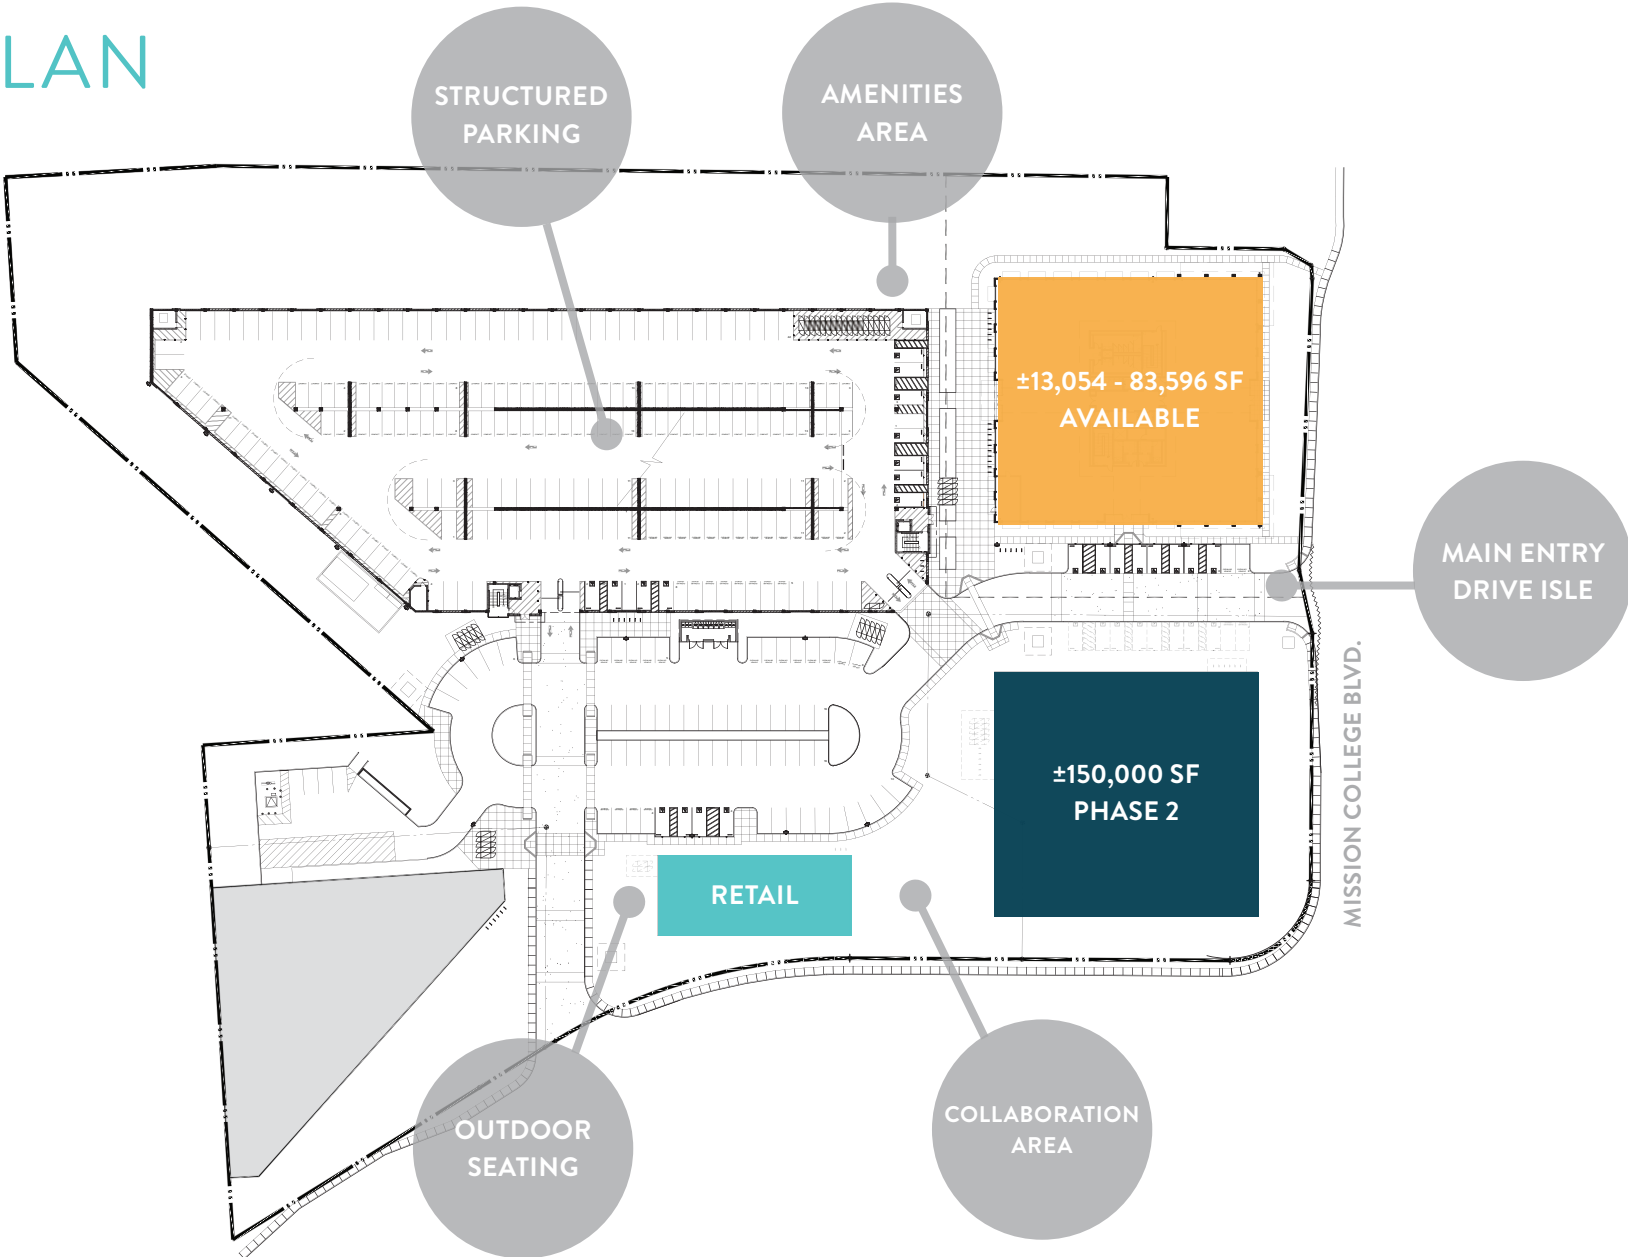 LAN
STRUCTURED
PARKING
AMENITIES
AREA
±13,054 - 83,596 SF
AVAILABLE
MAIN ENTRY
DRIVE ISLE
MISSION COLLEGE BLVD.
±150,000 SF
PHASE 2
RETAIL
OUTDOOR
SEATING
COLLABORATION
AREA